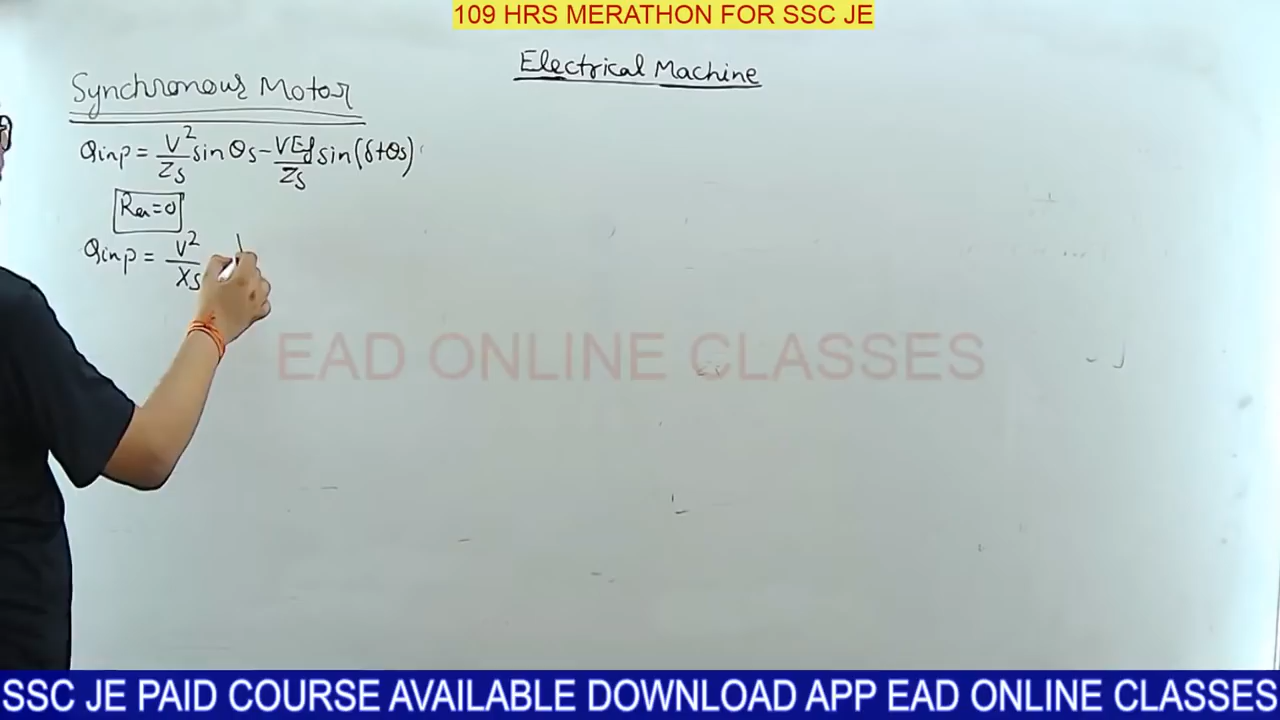 109 HRS MERATHON FOR SSC JE
Electrical Machine
Synchronous Motor
Qinp = V²/Zs sin θs - VEf/Zs sin(δ+θs)
Ra=0
Qinp = V²/Xs
EAD ONLINE CLASSES
SSC JE PAID COURSE AVAILABLE DOWNLOAD APP EAD ONLINE CLASSES